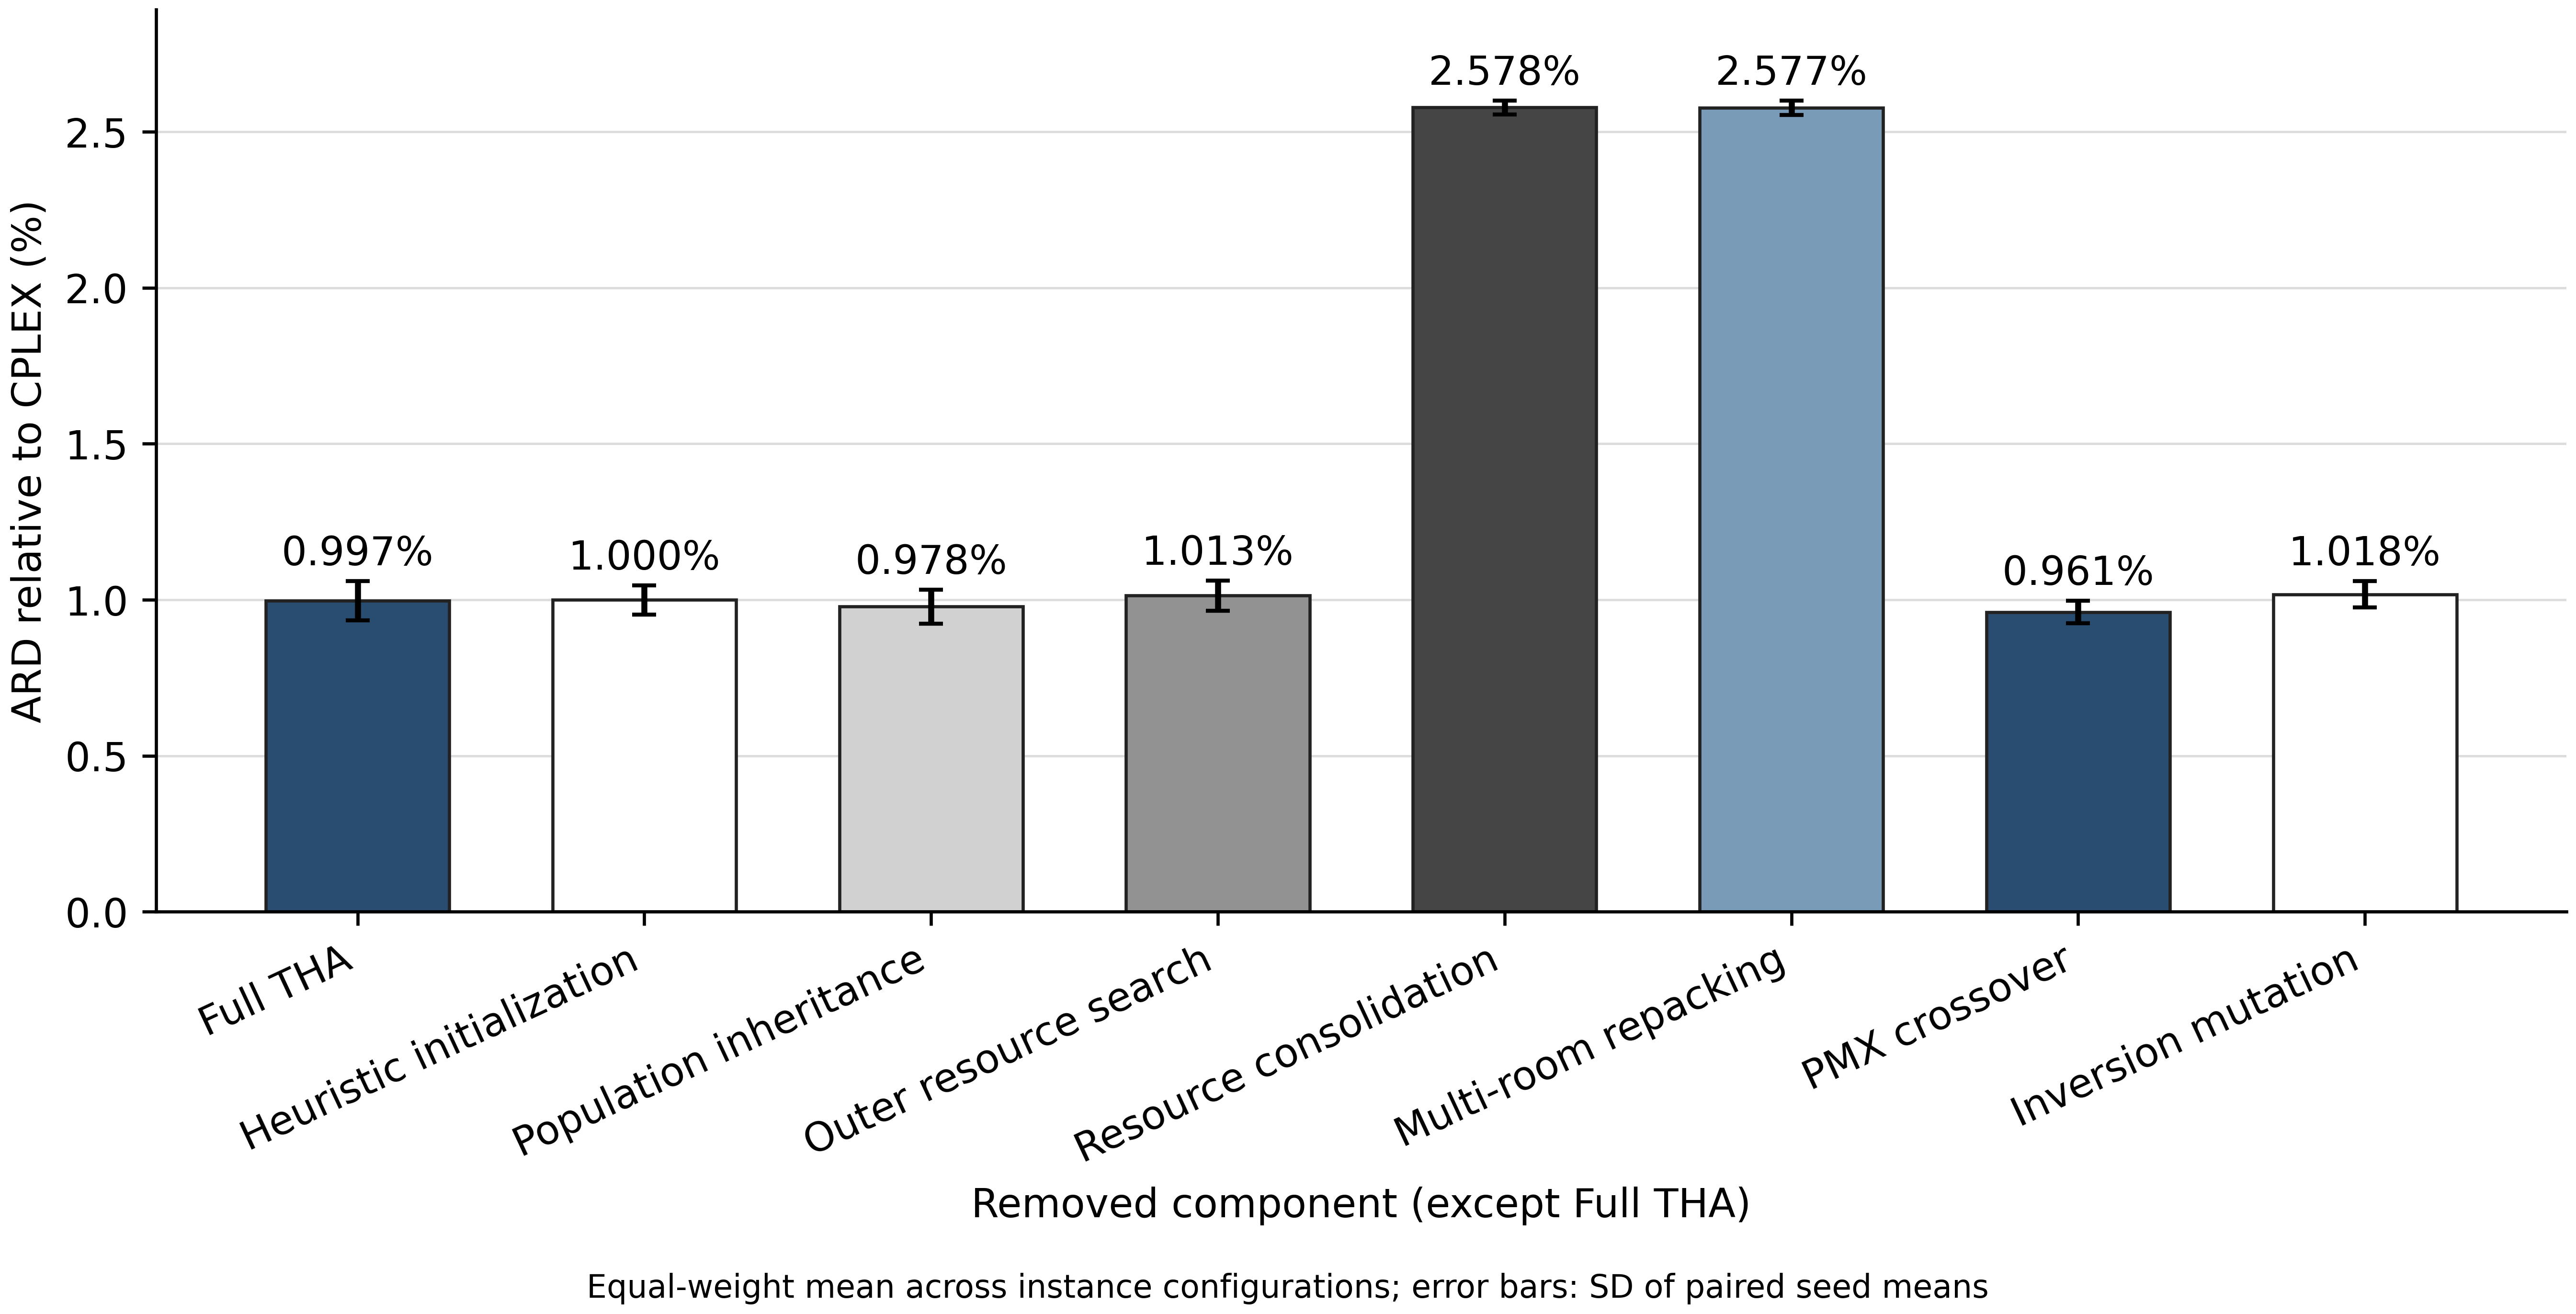 ARD relative to CPLEX (%)
2.5
2.0
1.5
1.0
0.5
0.0
0.997%
1.000%
0.978%
1.013%
2.578%
2.577%
0.961%
1.018%
Full THA
Heuristic initialization
Population inheritance
Outer resource search
Resource consolidation
Multi-room repacking
PMX crossover
Inversion mutation
Removed component (except Full THA)
Equal-weight mean across instance configurations; error bars: SD of paired seed means